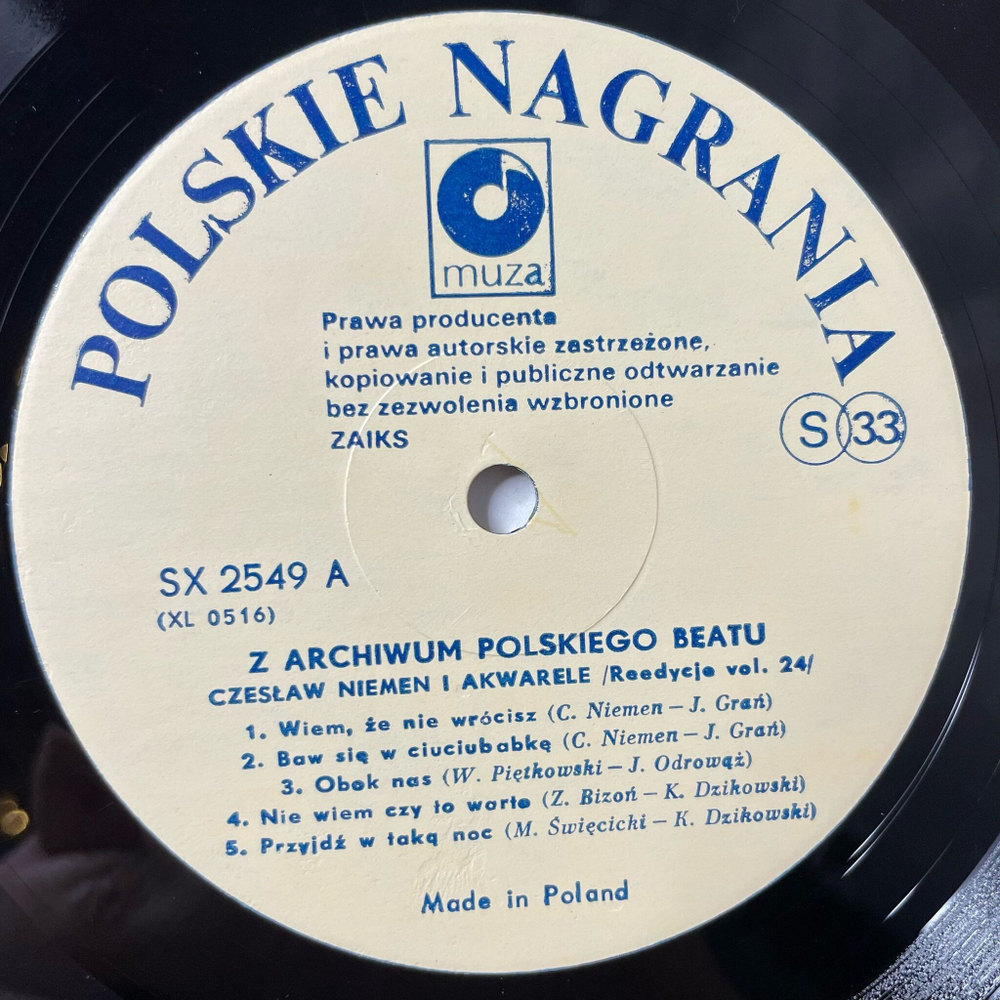 POLSKIE NAGRANIA
muza
Prawa producenta
i prawa autorskie zastrzeżone,
kopiowanie i publiczne odtwarzanie
bez zezwolenia wzbronione
ZAIKS
S 33
SX 2549 A
(XL 0516)
Z ARCHIWUM POLSKIEGO BEATU
CZESŁAW NIEMEN I AKWARELE /Reedycje vol. 24/
1. Wiem, że nie wrócisz (C. Niemen – J. Grań)
2. Baw się w ciuciubabkę (C. Niemen – J. Grań)
3. Obok nas (W. Piętkowski – J. Odrowąż)
4. Nie wiem czy to warto (Z. Bizoń – K. Dzikowski)
5. Przyjdź w taką noc (M. Święcicki – K. Dzikowski)
Made in Poland